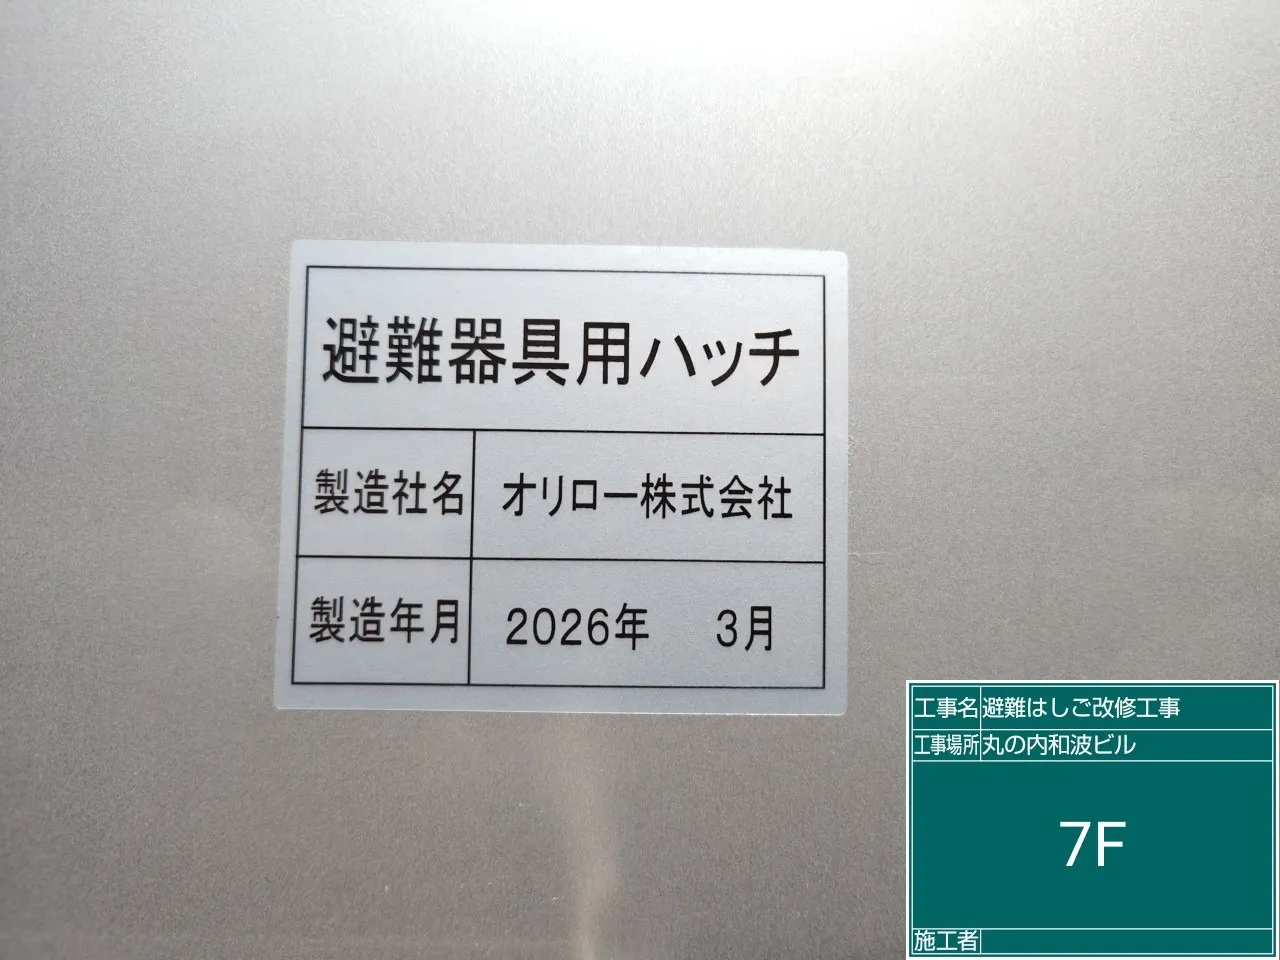 避難器具用ハッチ
製造社名 オリロー株式会社
製造年月 2026年 3月
工事名 避難はしご改修工事
工事場所 丸の内和波ビル
7F
施工者